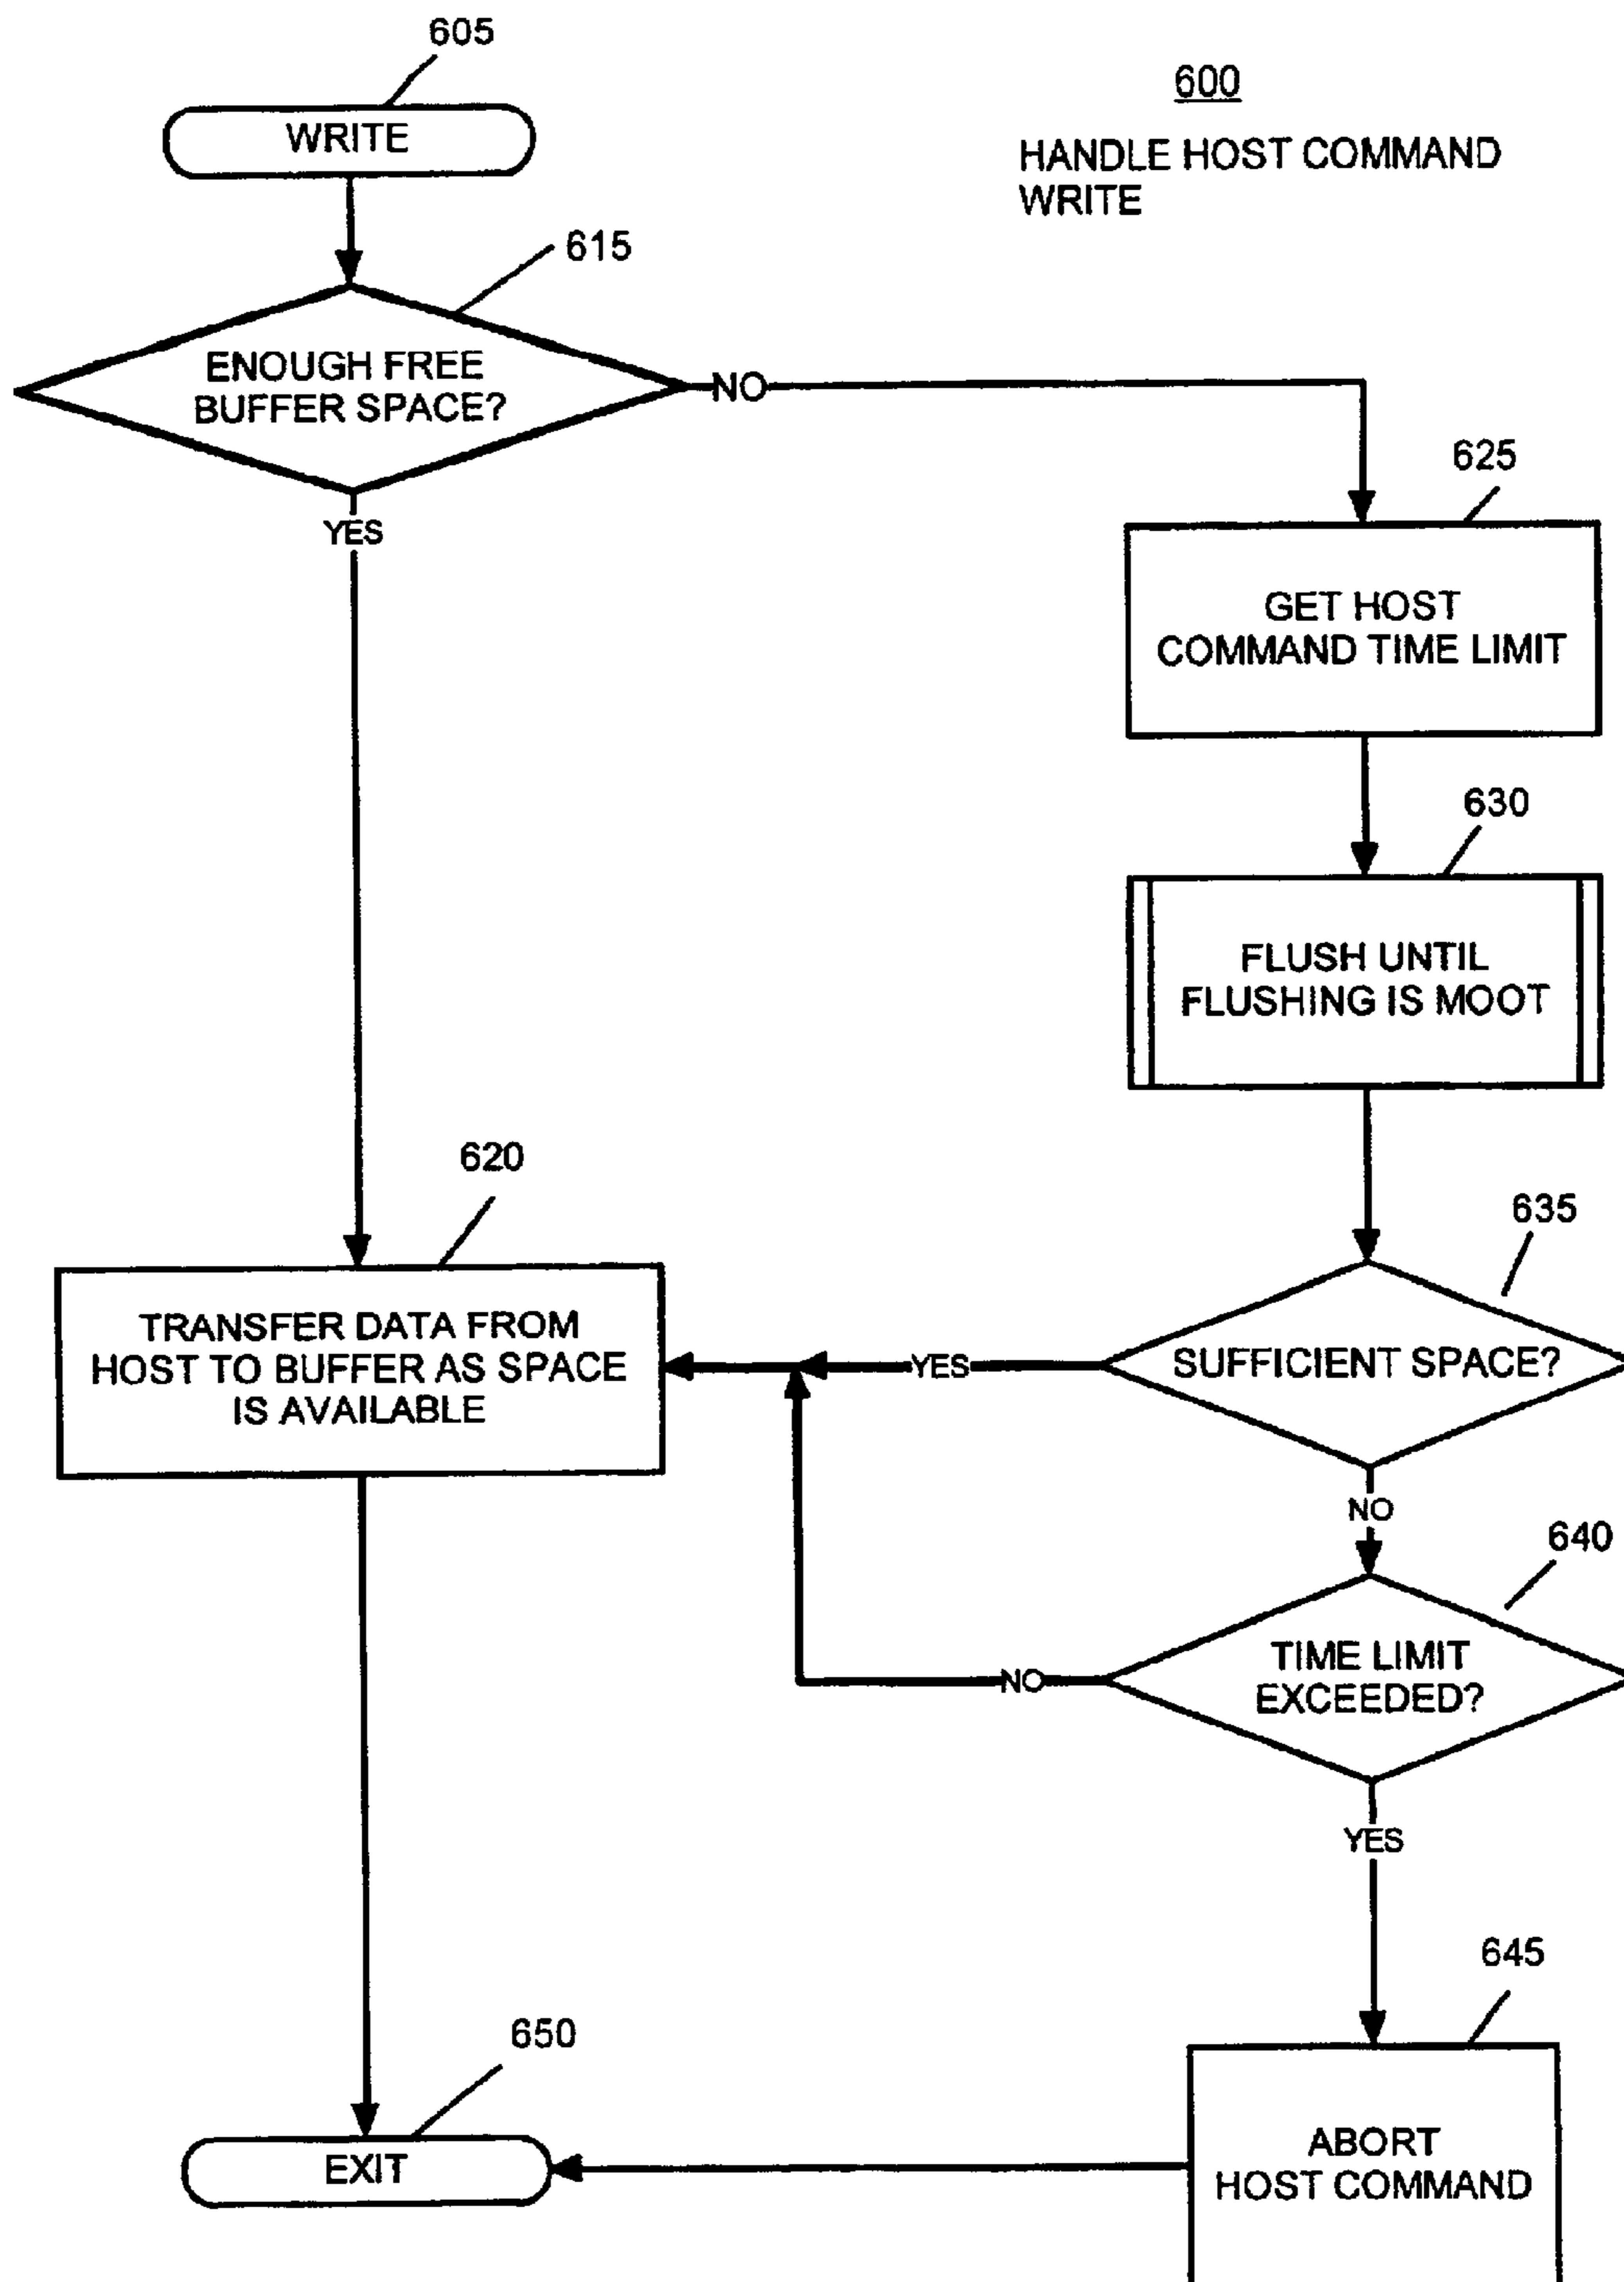 605
600
WRITE
HANDLE HOST COMMAND
WRITE
615
ENOUGH FREE
BUFFER SPACE?
NO
625
YES
GET HOST
COMMAND TIME LIMIT
630
FLUSH UNTIL
FLUSHING IS MOOT
620
635
TRANSFER DATA FROM
HOST TO BUFFER AS SPACE
IS AVAILABLE
YES
SUFFICIENT SPACE?
NO
640
TIME LIMIT
EXCEEDED?
NO
YES
645
650
EXIT
ABORT
HOST COMMAND